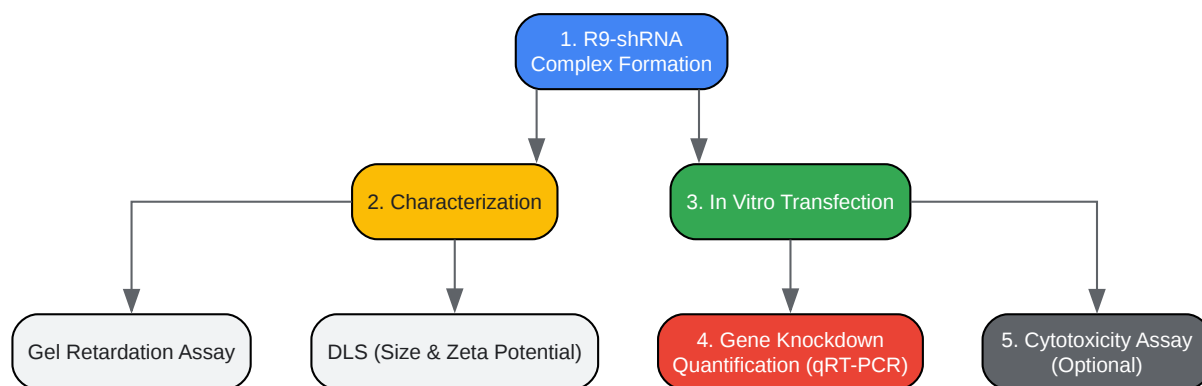 1. R9-shRNA
Complex Formation
2. Characterization
3. In Vitro Transfection
Gel Retardation Assay
DLS (Size & Zeta Potential)
4. Gene Knockdown
Quantification (qRT-PCR)
5. Cytotoxicity Assay
(Optional)